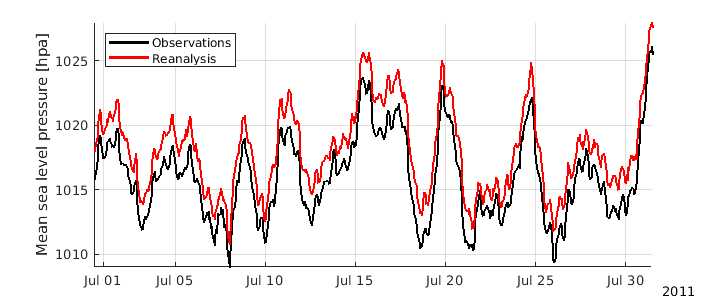 Mean sea level pressure [hpa]
1025
1020
1015
1010
Observations
Reanalysis
Jul 01 Jul 05 Jul 10 Jul 15 Jul 20 Jul 25 Jul 30
2011